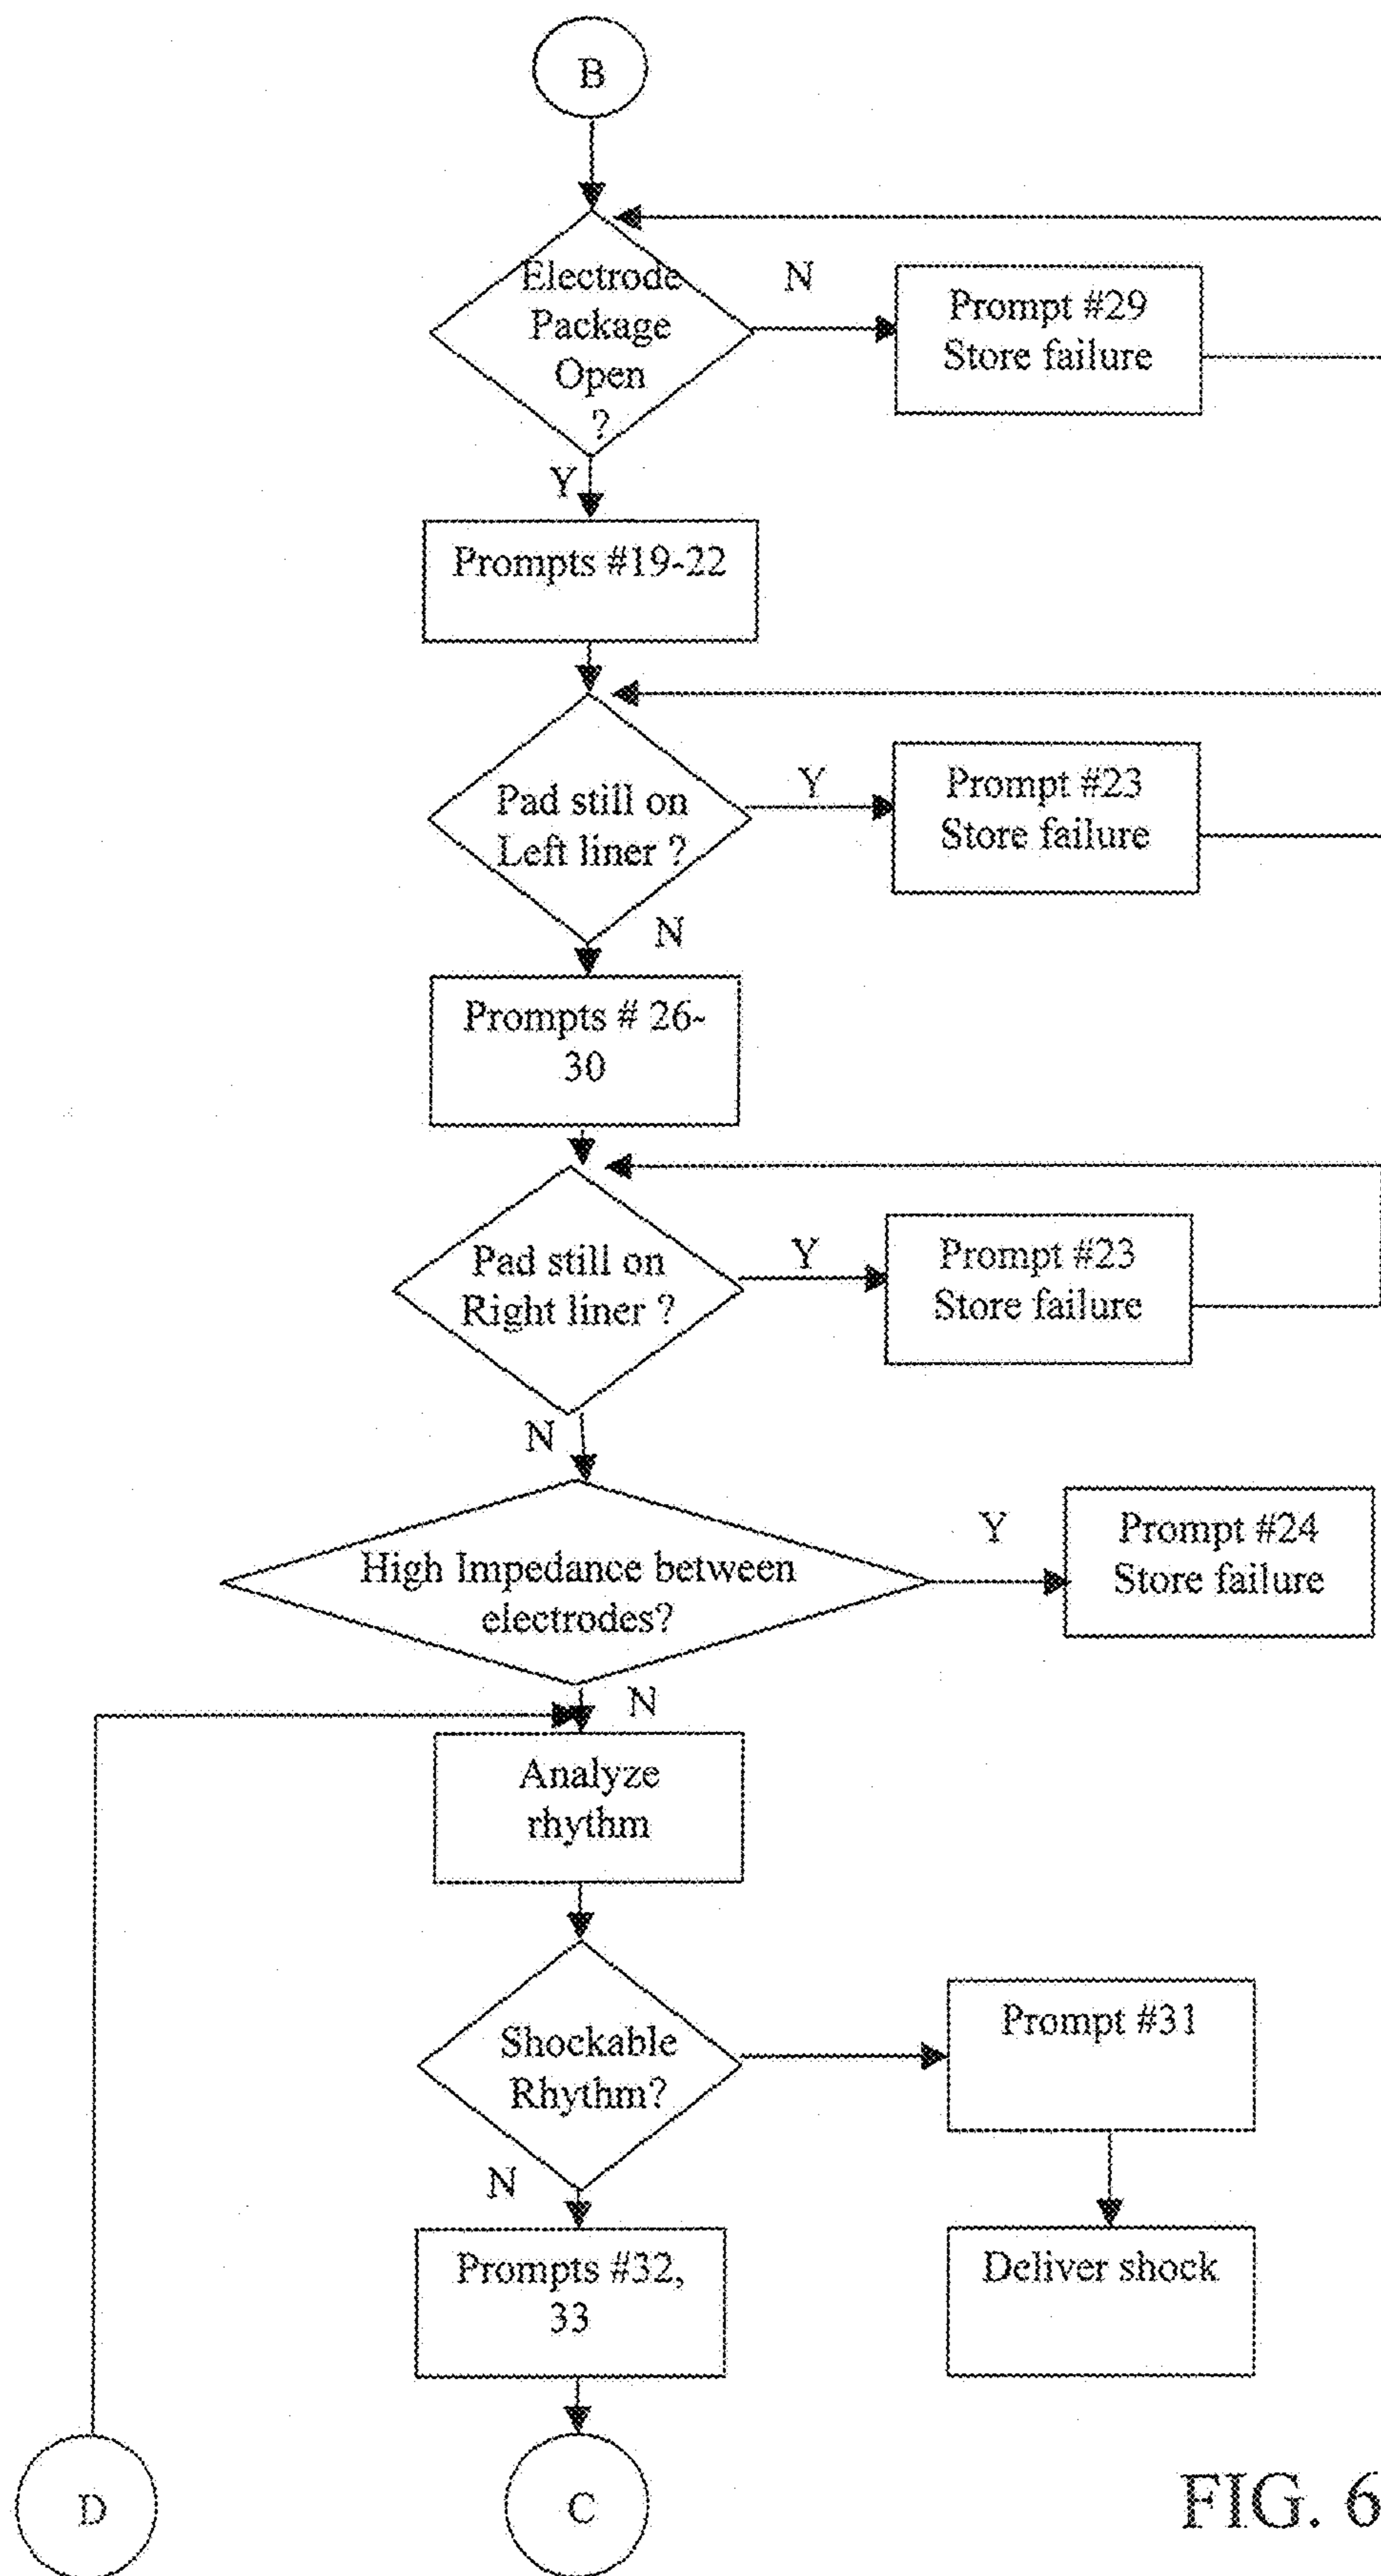 B
Electrode
Package
Open
?
N
Prompt #29
Store failure
Y
Prompts #19-22
Pad still on
Left liner ?
Y
Prompt #23
Store failure
N
Prompts # 26-
30
Pad still on
Right liner ?
Y
Prompt #23
Store failure
N
High Impedance between
electrodes?
Y
Prompt #24
Store failure
N
Analyze
rhythm
Shockable
Rhythm?
Prompt #31
N
Prompts #32,
33
Deliver shock
D
C
FIG. 6